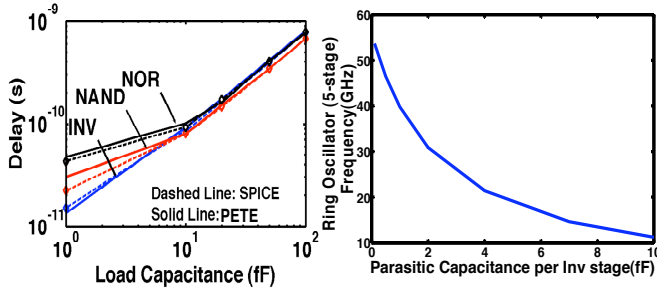 10^-9
10^-10
10^-11
Delay (s)
NOR
NAND
INV
Dashed Line: SPICE
Solid Line: PETE
10^0
10^1
10^2
Load Capacitance (fF)
60
50
40
30
20
10
Ring Oscillator (5-stage)
Frequency(GHz)
0
2
4
6
8
10
Parasitic Capacitance per Inv stage(fF)